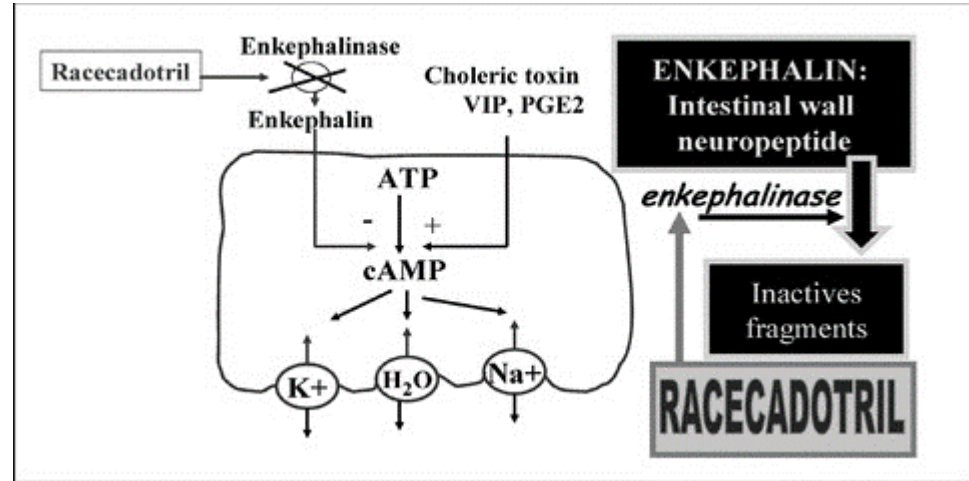 Enkephalinase
Racecadotril
Enkephalin
Choleric toxin
VIP, PGE2
ATP
-
+
cAMP
K+
H₂O
Na+
ENKEPHALIN:
Intestinal wall
neuropeptide
enkephalinase
Inactives
fragments
RACECADOTRIL